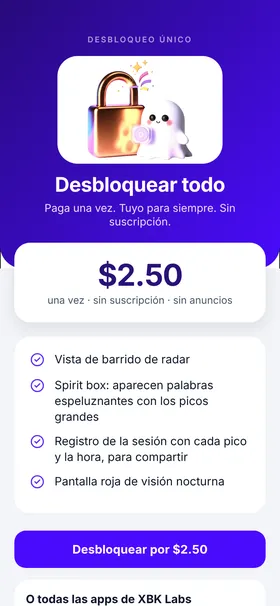 DESBLOQUEO ÚNICO
Desbloquear todo
Paga una vez. Tuyo para siempre. Sin
suscripción.
$2.50
una vez · sin suscripción · sin anuncios
Vista de barrido de radar
Spirit box: aparecen palabras
espeluznantes con los picos
grandes
Registro de la sesión con cada pico
y la hora, para compartir
Pantalla roja de visión nocturna
Desbloquear por $2.50
O todas las apps de XBK Labs